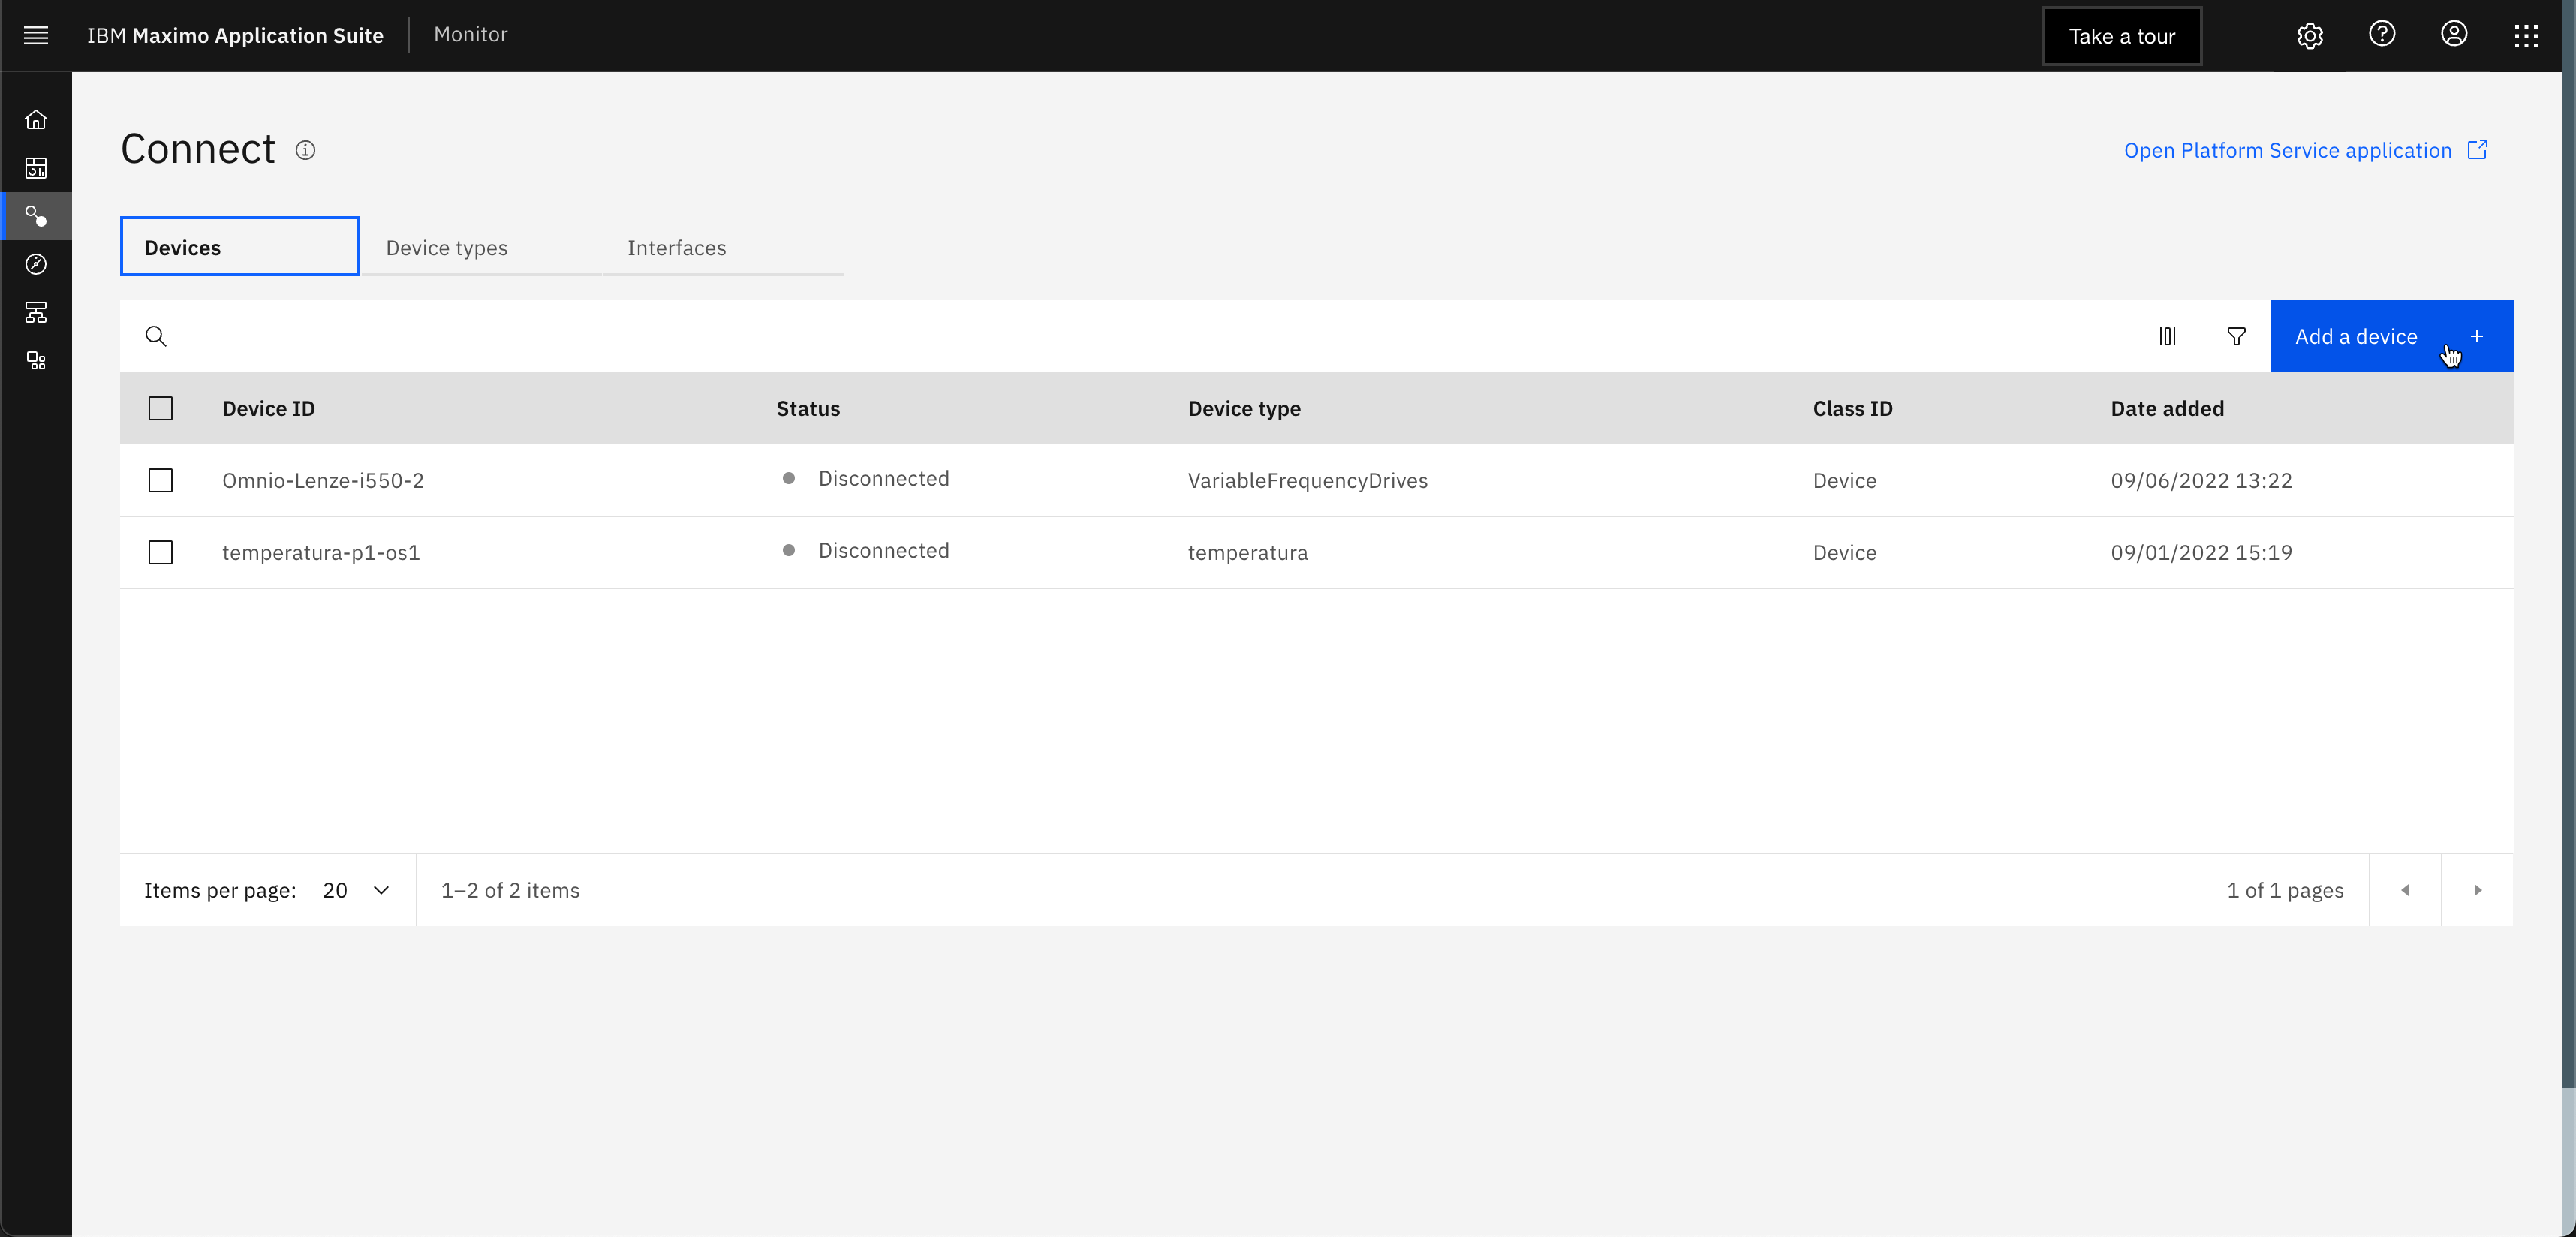 IBM Maximo Application Suite Monitor Take a tour
Connect
Open Platform Service application
Devices Device types Interfaces
Add a device +
Device ID Status Device type Class ID Date added
Omnio-Lenze-i550-2 Disconnected VariableFrequencyDrives Device 09/06/2022 13:22
temperatura-p1-os1 Disconnected temperatura Device 09/01/2022 15:19
Items per page: 20 1–2 of 2 items 1 of 1 pages